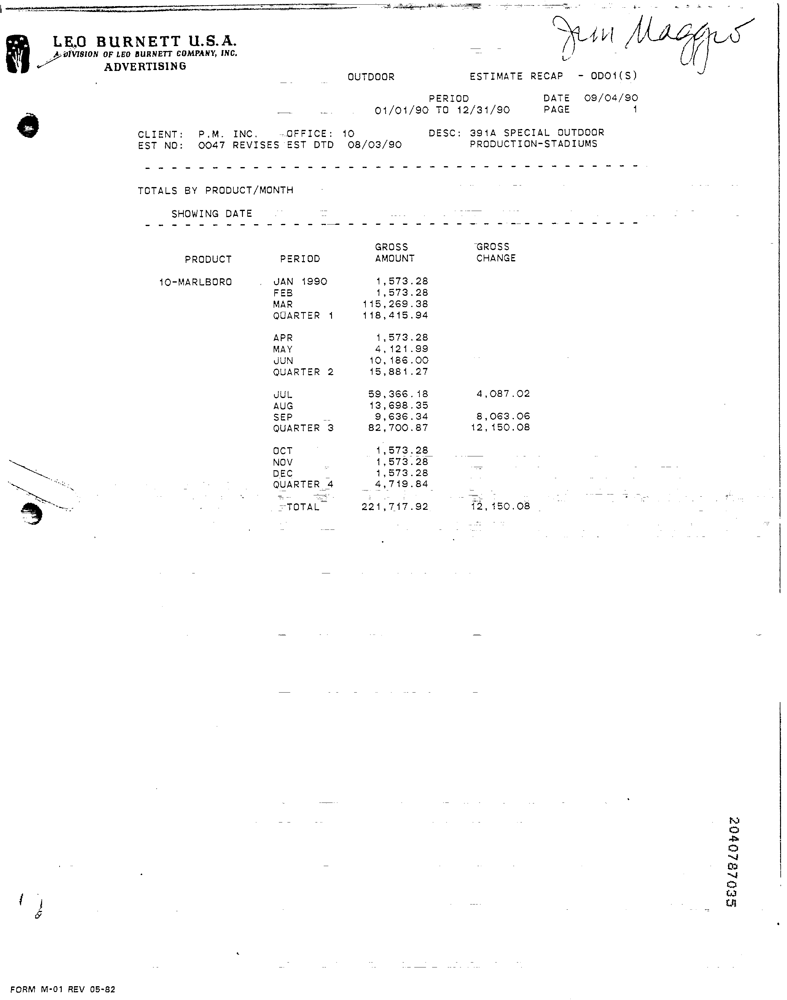 Jim Maggio
LEO BURNETT U.S.A.
A DIVISION OF LEO BURNETT COMPANY, INC.
ADVERTISING
OUTDOOR ESTIMATE RECAP - OD01(S)
PERIOD DATE 09/04/90
01/01/90 TO 12/31/90 PAGE 1
CLIENT: P.M. INC. OFFICE: 10 DESC: 391A SPECIAL OUTDOOR
EST NO: 0047 REVISES EST DTD 08/03/90 PRODUCTION-STADIUMS
TOTALS BY PRODUCT/MONTH
SHOWING DATE
GROSS GROSS
PRODUCT PERIOD AMOUNT CHANGE
10-MARLBORO JAN 1990 1,573.28
FEB 1,573.28
MAR 115,269.38
QUARTER 1 118,415.94
APR 1,573.28
MAY 4,121.99
JUN 10,186.00
QUARTER 2 15,881.27
JUL 59,366.18 4,087.02
AUG 13,698.35
SEP 9,636.34 8,063.06
QUARTER 3 82,700.87 12,150.08
OCT 1,573.28
NOV 1,573.28
DEC 1,573.28
QUARTER 4 4,719.84
TOTAL 221,717.92 12,150.08
2040787035
FORM M-01 REV 05-82